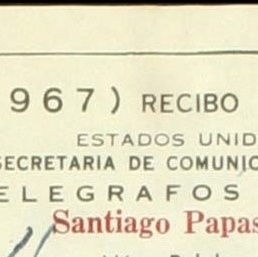 967) RECIBO
ESTADOS UNID
SECRETARIA DE COMUNIC
ELEGRAFOS
Santiago Papas